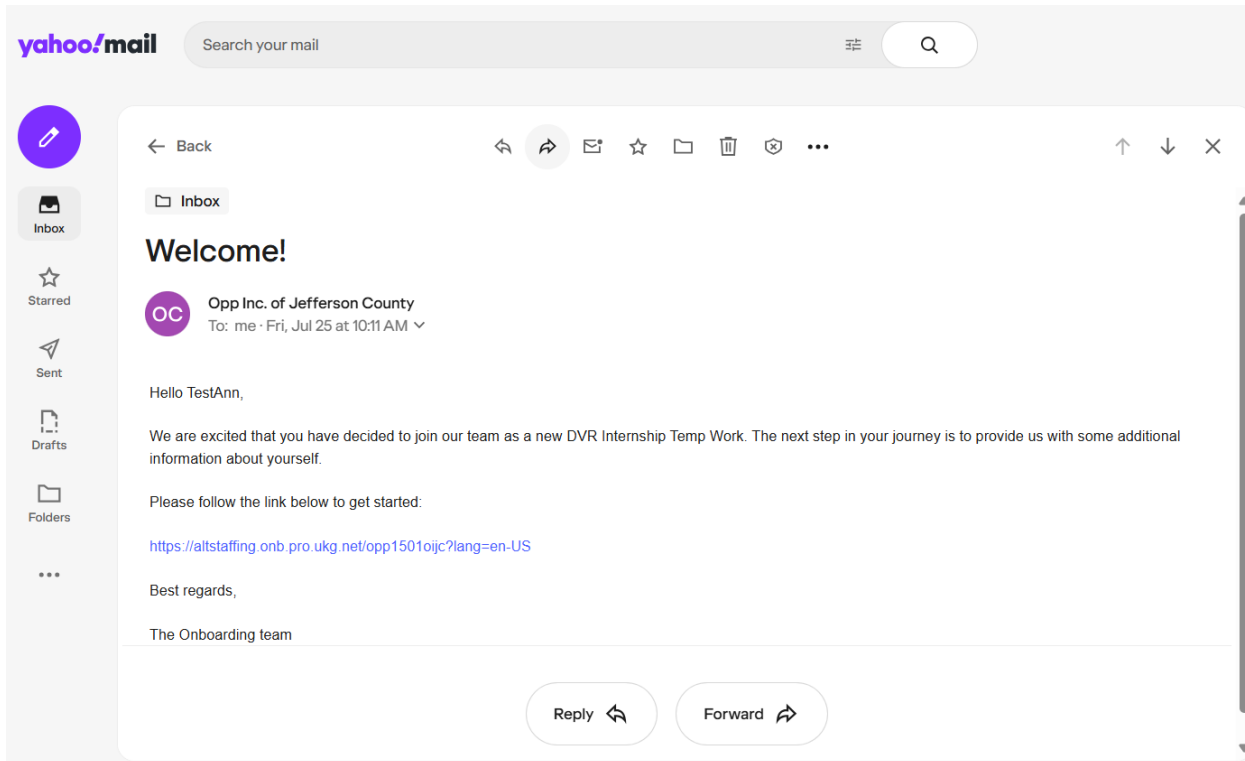 yahoo!mail
Search your mail
Back
Inbox
Inbox
Welcome!
Starred
OC
Opp Inc. of Jefferson County
To: me · Fri, Jul 25 at 10:11 AM
Sent
Hello TestAnn,
Drafts
We are excited that you have decided to join our team as a new DVR Internship Temp Work. The next step in your journey is to provide us with some additional
information about yourself.
Please follow the link below to get started:
Folders
https://altstaffing.onb.pro.ukg.net/opp1501oijc?lang=en-US
Best regards,
The Onboarding team
Reply
Forward